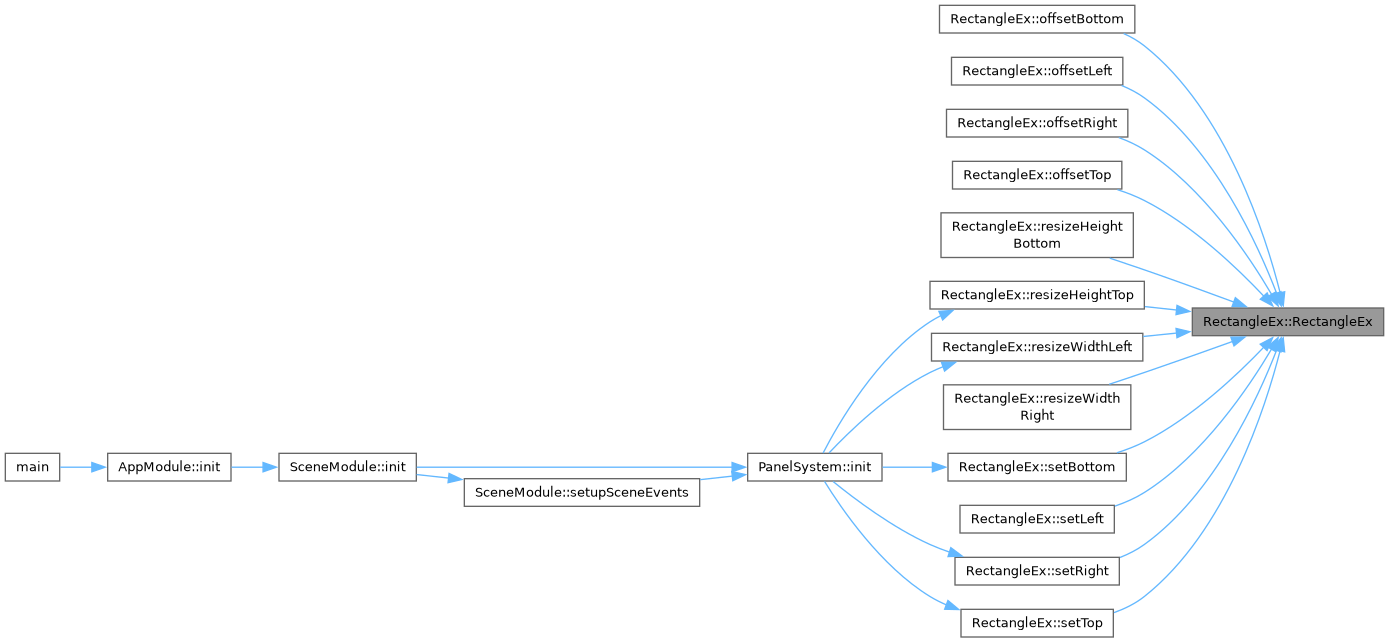 RectangleEx::offsetBottom
RectangleEx::offsetLeft
RectangleEx::offsetRight
RectangleEx::offsetTop
RectangleEx::resizeHeight
Bottom
RectangleEx::resizeHeightTop
RectangleEx::RectangleEx
RectangleEx::resizeWidthLeft
RectangleEx::resizeWidth
Right
main
AppModule::init
SceneModule::init
PanelSystem::init
RectangleEx::setBottom
SceneModule::setupSceneEvents
RectangleEx::setLeft
RectangleEx::setRight
RectangleEx::setTop